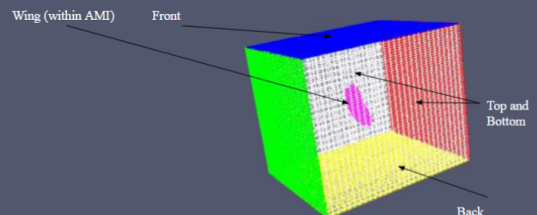 Wing (within AMI)
Front
Top and
Bottom
Back